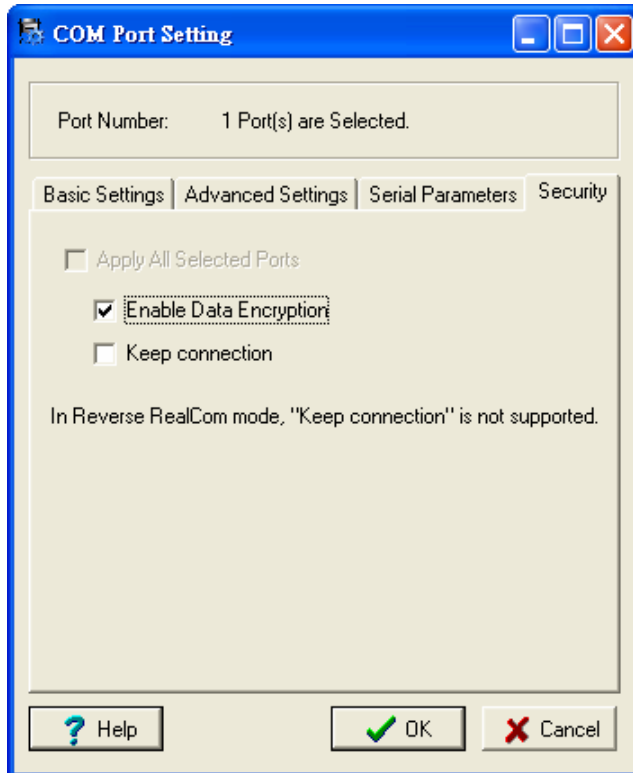 COM Port Setting
Port Number: 1 Port(s) are Selected.
Basic Settings Advanced Settings Serial Parameters Security
Apply All Selected Ports
Enable Data Encryption
Keep connection
In Reverse RealCom mode, "Keep connection" is not supported.
Help OK Cancel